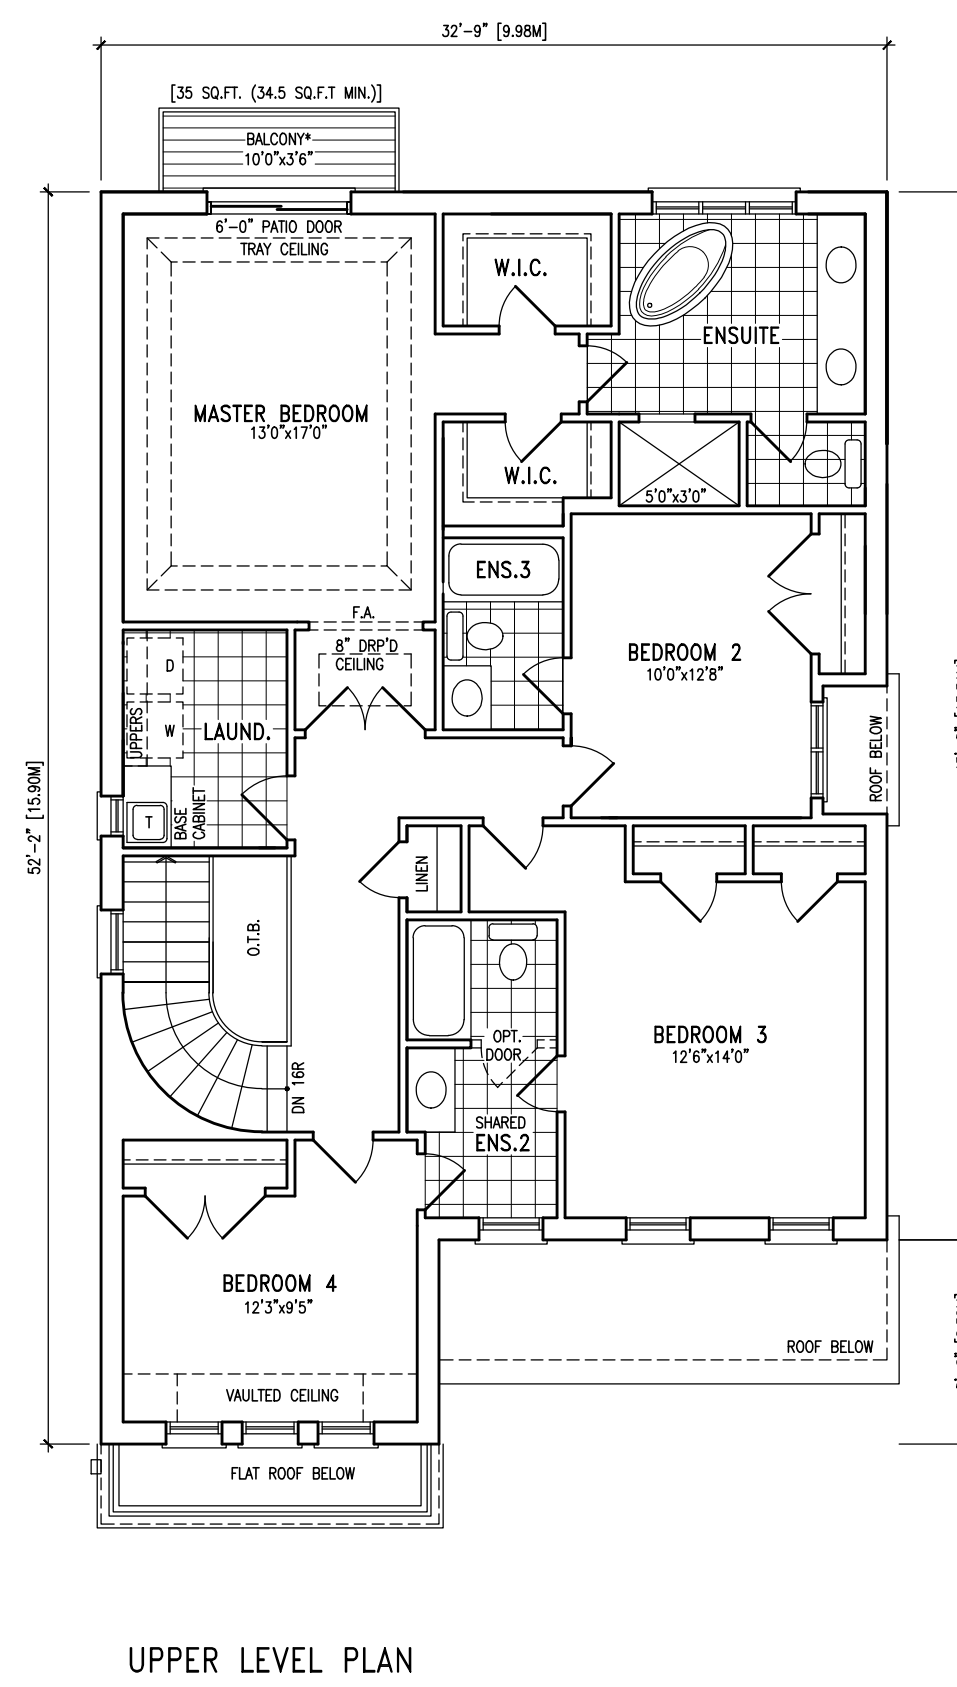 32'-9" [9.98M]
[35 SQ.FT. (34.5 SQ.F.T MIN.)]
BALCONY*
10'0"x3'6"
6'-0" PATIO DOOR
TRAY CEILING
W.I.C.
ENSUITE
MASTER BEDROOM
13'0"x17'0"
W.I.C.
5'0"x3'0"
ENS.3
F.A.
8" DRP'D
CEILING
BEDROOM 2
10'0"x12'8"
D
W
UPPERS
LAUND.
ROOF BELOW
T
BASE
CABINET
52'-2" [15.90M]
LINEN
O.T.B.
OPT.
DOOR
BEDROOM 3
12'6"x14'0"
DN 16R
SHARED
ENS.2
BEDROOM 4
12'3"x9'5"
ROOF BELOW
VAULTED CEILING
FLAT ROOF BELOW
UPPER LEVEL PLAN